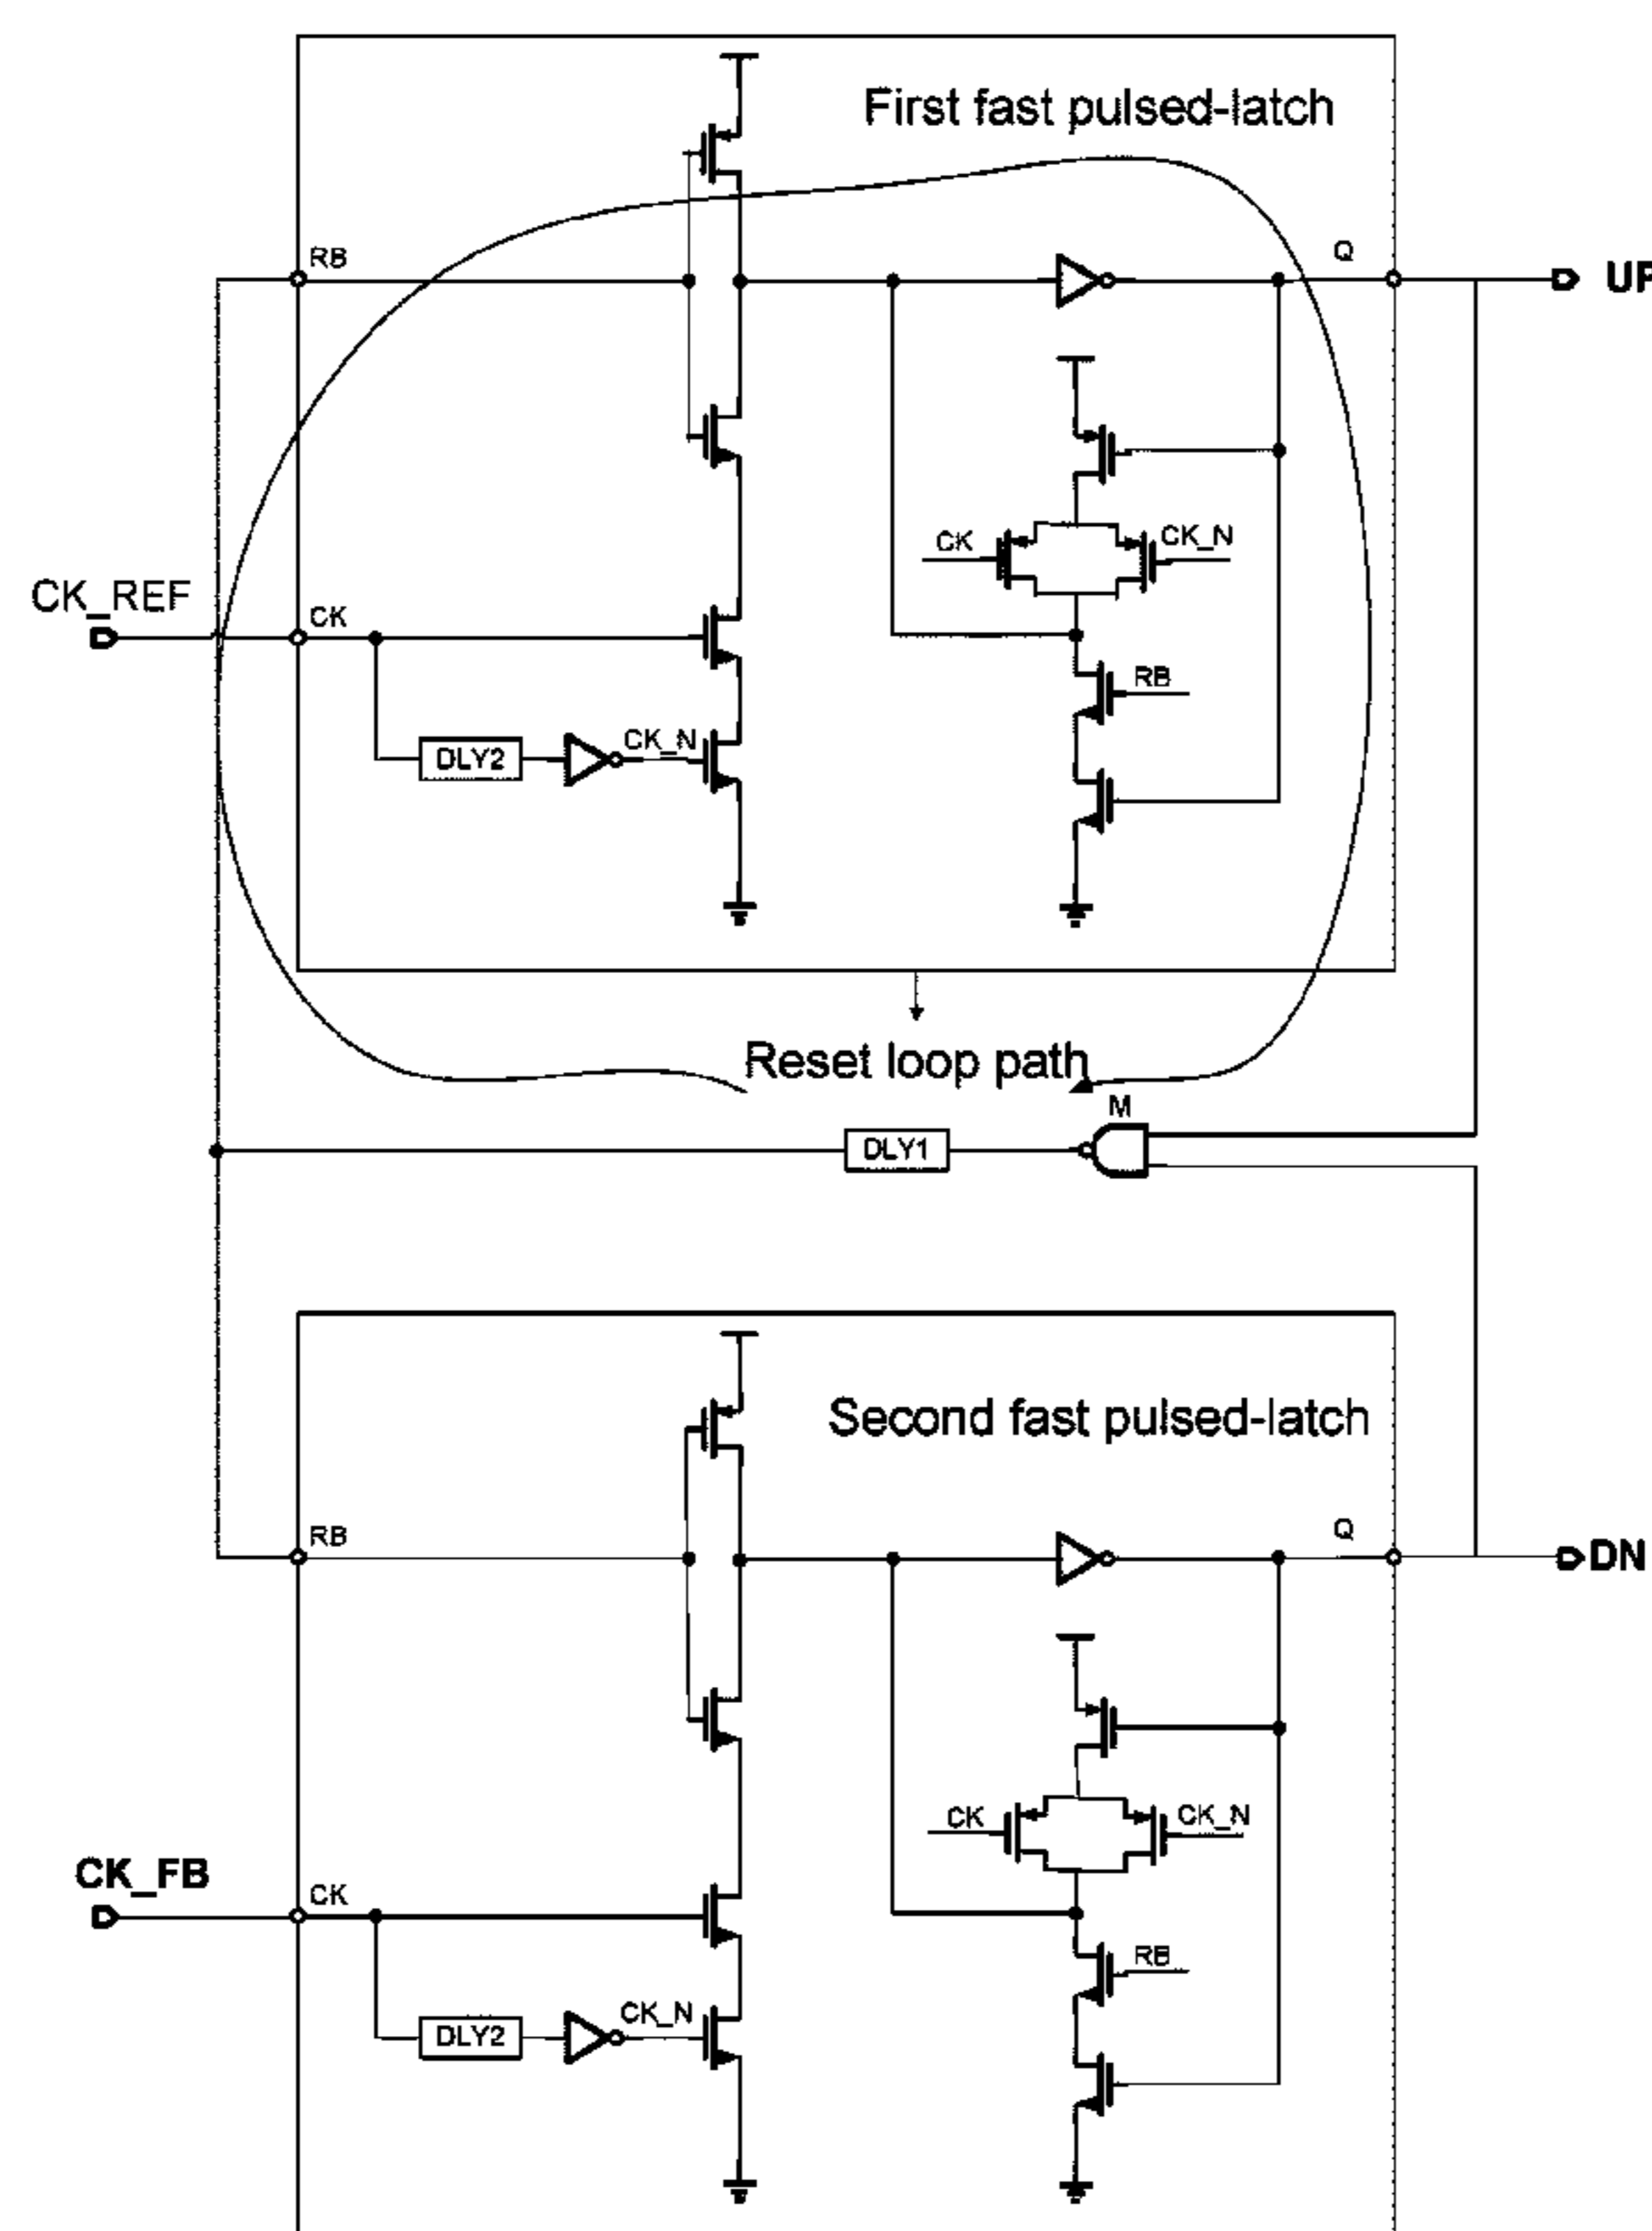 First fast pulsed-latch
RB
Q
UP
CK
CK_N
CK_REF
CK
RB
CK_N
DLY2
Reset loop path
M
DLY1
Second fast pulsed-latch
RB
Q
DN
CK
CK_N
CK_FB
CK
RB
CK_N
DLY2